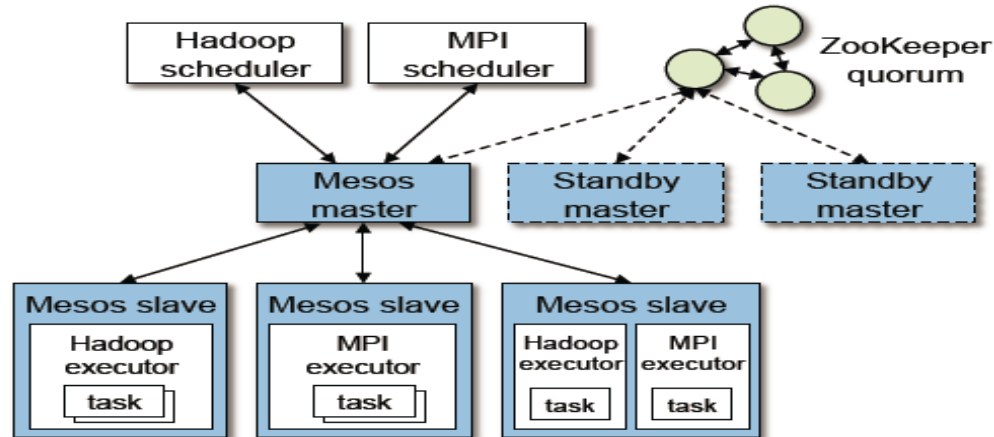 Hadoop
scheduler
MPI
scheduler
ZooKeeper
quorum
Mesos
master
Standby
master
Standby
master
Mesos slave
Hadoop
executor
task
Mesos slave
MPI
executor
task
Mesos slave
Hadoop
executor
task
MPI
executor
task